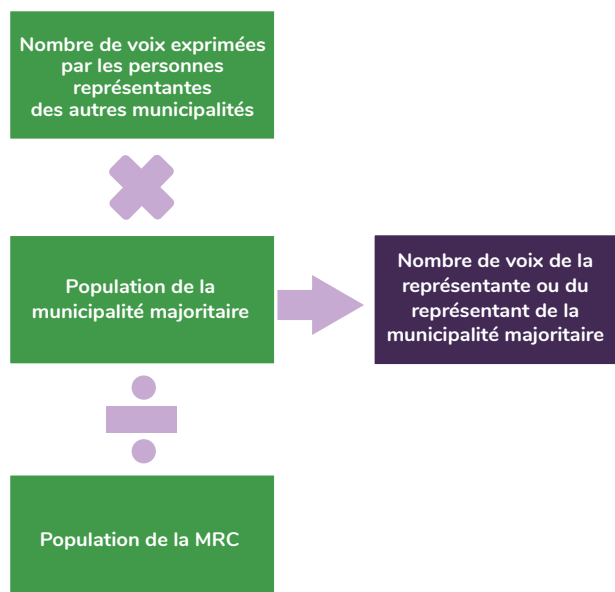 Nombre de voix exprimées
par les personnes
représentantes
des autres municipalités
Population de la
municipalité majoritaire
Nombre de voix de la
représentante ou du
représentant de la
municipalité majoritaire
Population de la MRC